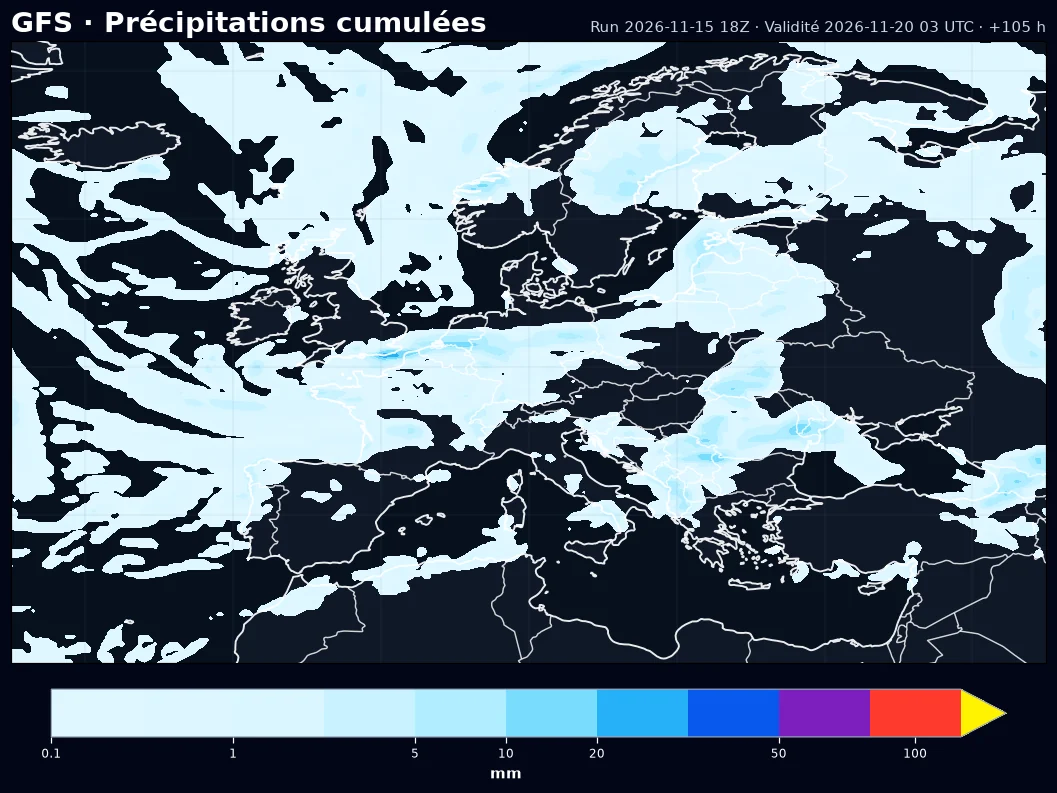 GFS · Précipitations cumulées
Run 2026-11-15 18Z · Validité 2026-11-20 03 UTC · +105 h
0.1 1 5 10 20 50 100
mm